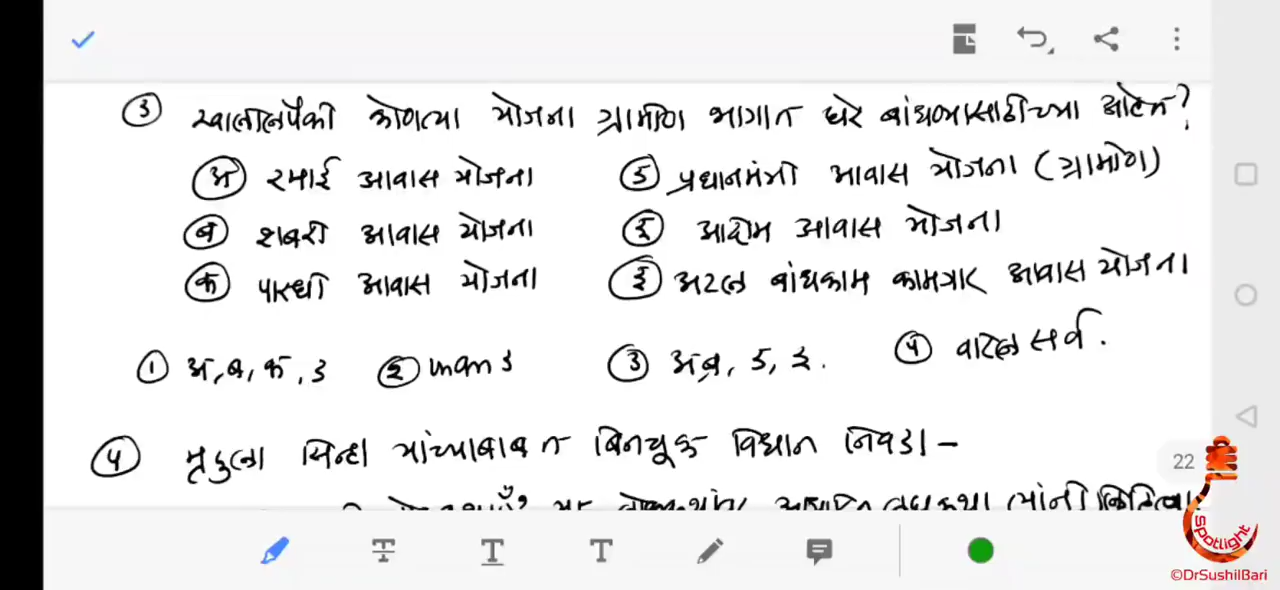 ③ खालीलपैकी कोणत्या योजना ग्रामीण भागात घरे बांधण्यासाठीच्या आहेत?
अ रमाई आवास योजना ड प्रधानमंत्री आवास योजना (ग्रामीण)
ब शबरी आवास योजना इ आदीम आवास योजना
क पारधी आवास योजना ई अटल बांधकाम कामगार आवास योजना
① अ, ब, क, ड ② फक्त ड ③ अ,ब, ड, इ. ④ वरील सर्व.
④ मृदुला सिन्हा यांच्याबाबत बिनचूक विधान निवडा -
22
Spotlight
©DrSushilBari